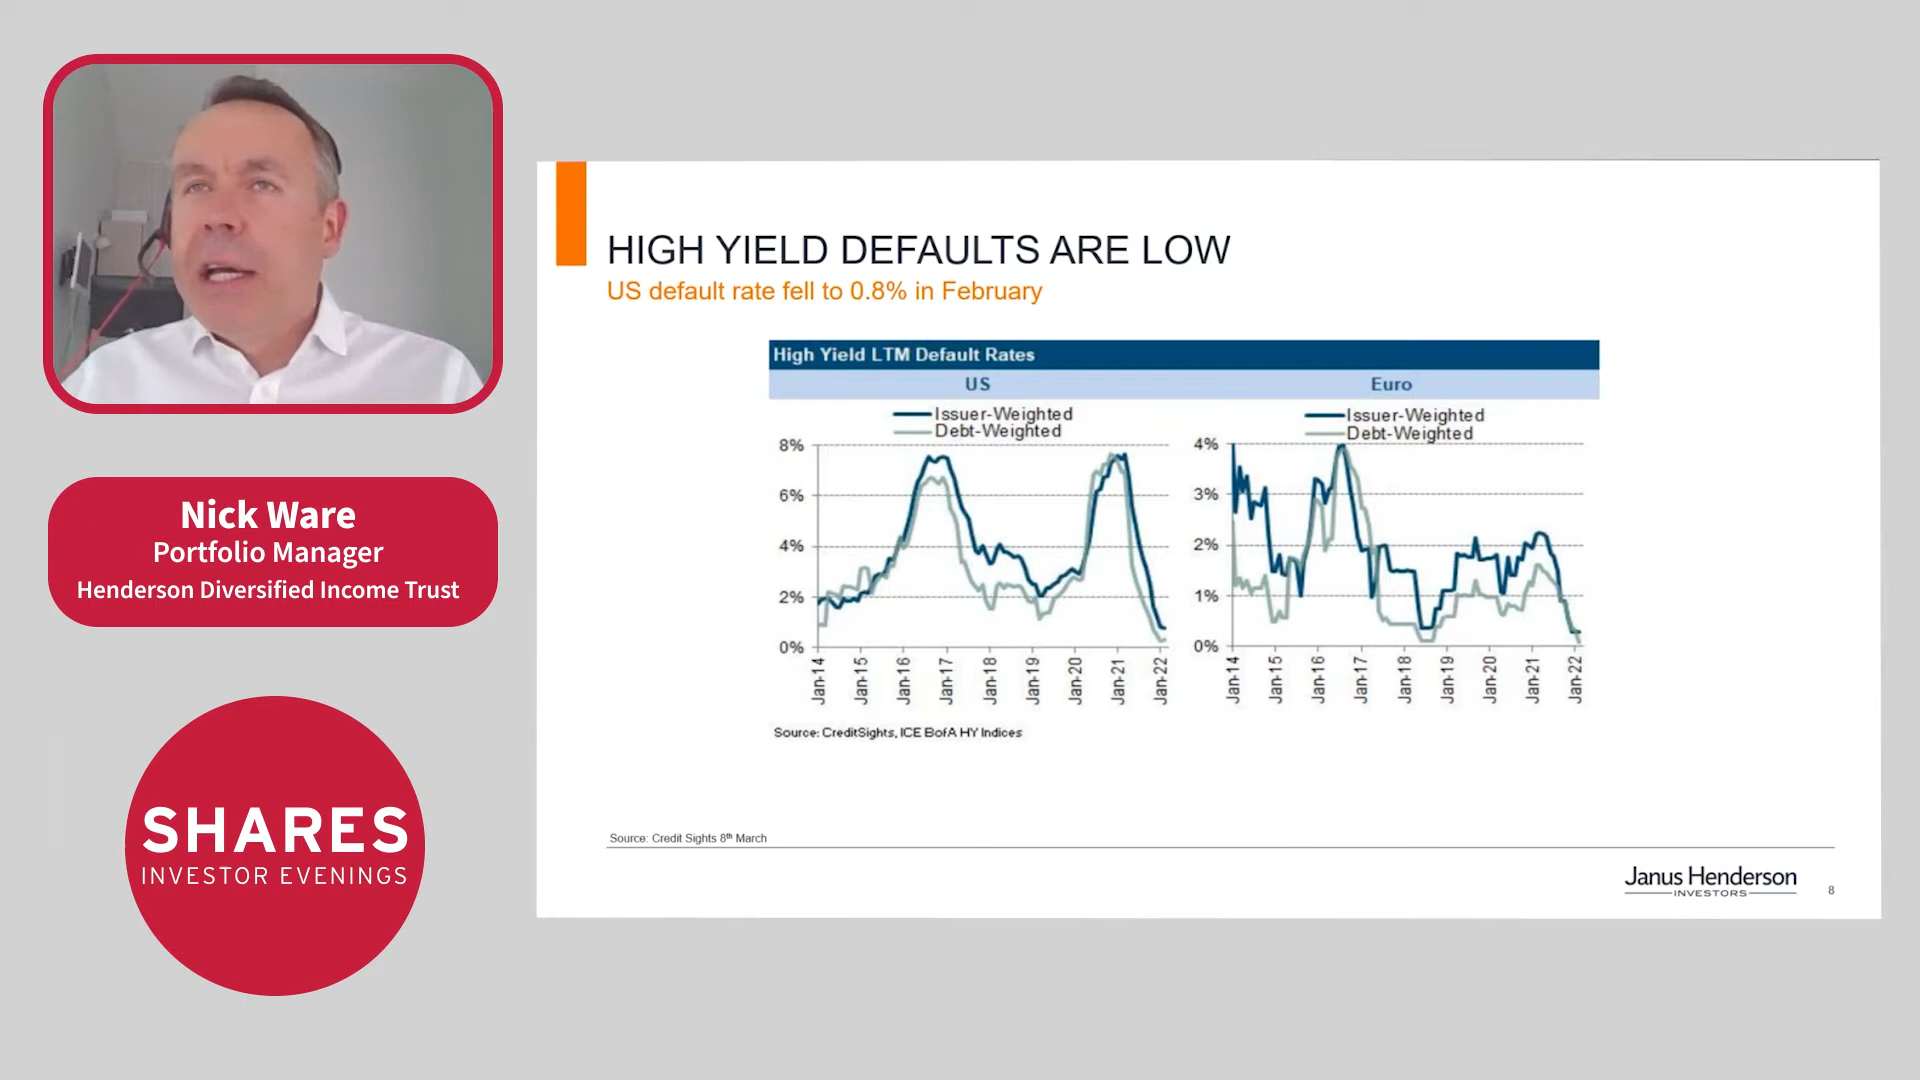 Nick Ware
Portfolio Manager
Henderson Diversified Income Trust
SHARES
INVESTOR EVENINGS
HIGH YIELD DEFAULTS ARE LOW
US default rate fell to 0.8% in February
High Yield LTM Default Rates
US
Issuer-Weighted
Debt-Weighted
8%
6%
4%
2%
0%
Jan-14
Jan-15
Jan-16
Jan-17
Jan-18
Jan-19
Jan-20
Jan-21
Jan-22
Euro
Issuer-Weighted
Debt-Weighted
4%
3%
2%
1%
0%
Jan-14
Jan-15
Jan-16
Jan-17
Jan-18
Jan-19
Jan-20
Jan-21
Jan-22
Source: CreditSights, ICE BofA HY Indices
Source: Credit Sights 8th March
Janus Henderson
INVESTORS
8